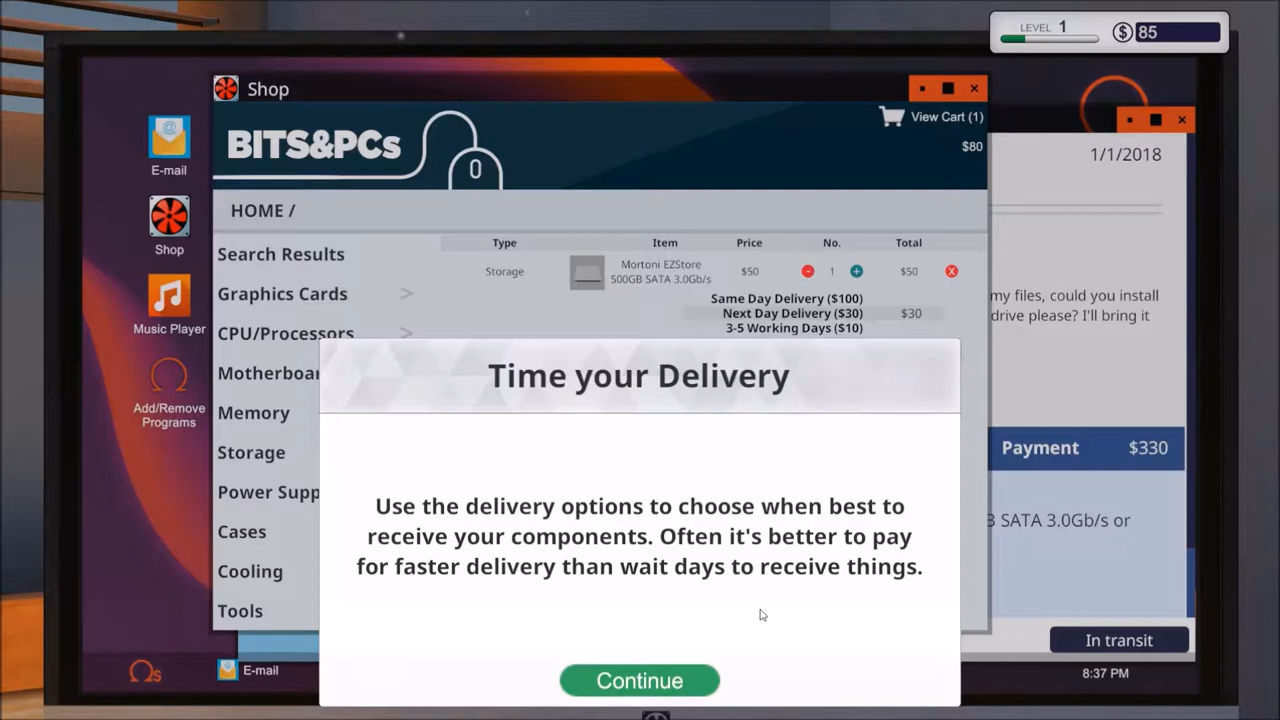 LEVEL 1
$ 85
Shop
BITS&PCs
View Cart (1)
$80
1/1/2018
E-mail
Shop
Music Player
Add/Remove
Programs
HOME /
Search Results
Graphics Cards >
CPU/Processors >
Motherboar
Memory
Storage
Power Supp
Cases
Cooling
Tools
Type Item Price No. Total
Storage Mortoni EZStore
500GB SATA 3.0Gb/s $50 - 1 + $50 X
Same Day Delivery ($100)
Next Day Delivery ($30) $30
3-5 Working Days ($10)
my files, could you install
drive please? I'll bring it
Payment $330
B SATA 3.0Gb/s or
In transit
Time your Delivery
Use the delivery options to choose when best to
receive your components. Often it's better to pay
for faster delivery than wait days to receive things.
Continue
Ωs
E-mail
8:37 PM